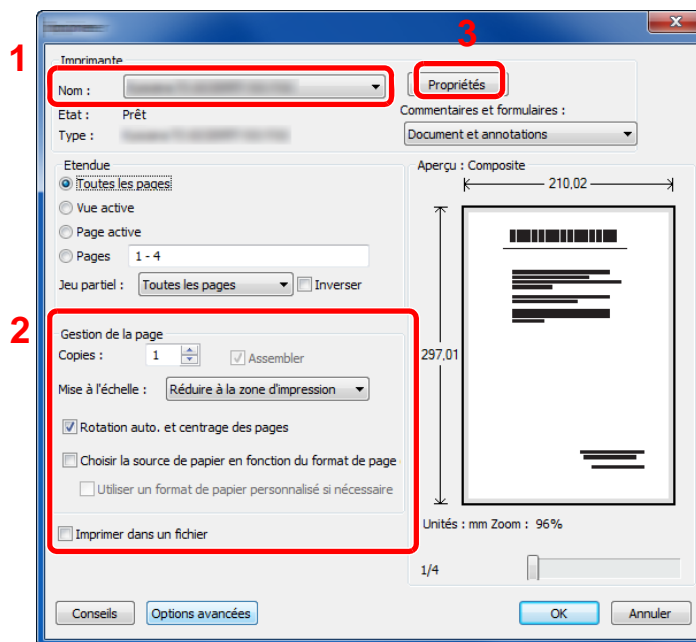 1
3
Imprimante
Nom :
Propriétés
Etat : Prêt
Commentaires et formulaires :
Type :
Document et annotations
Etendue
Toutes les pages
Vue active
Page active
Pages 1 - 4
Jeu partiel : Toutes les pages Inverser
Aperçu : Composite
210,02
297,01
2
Gestion de la page
Copies : 1 Assembler
Mise à l'échelle : Réduire à la zone d'impression
Rotation auto. et centrage des pages
Choisir la source de papier en fonction du format de page
Utiliser un format de papier personnalisé si nécessaire
Imprimer dans un fichier
Unités : mm Zoom : 96%
1/4
Conseils Options avancées OK Annuler